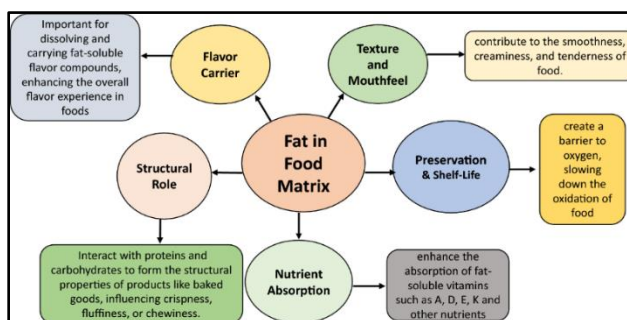 Important for
dissolving and
carrying fat-soluble
flavor compounds,
enhancing the overall
flavor experience in
foods
Flavor
Carrier
Texture
and
Mouthfeel
contribute to the smoothness,
creaminess, and tenderness of
food.
Fat in
Food
Matrix
Structural
Role
Preservation
& Shelf-Life
create a
barrier to
oxygen,
slowing
down the
oxidation of
food
Interact with proteins and
carbohydrates to form the structural
properties of products like baked
goods, influencing crispness,
fluffiness, or chewiness.
Nutrient
Absorption
enhance the
absorption of fat-
soluble vitamins
such as A, D, E, K and
other nutrients